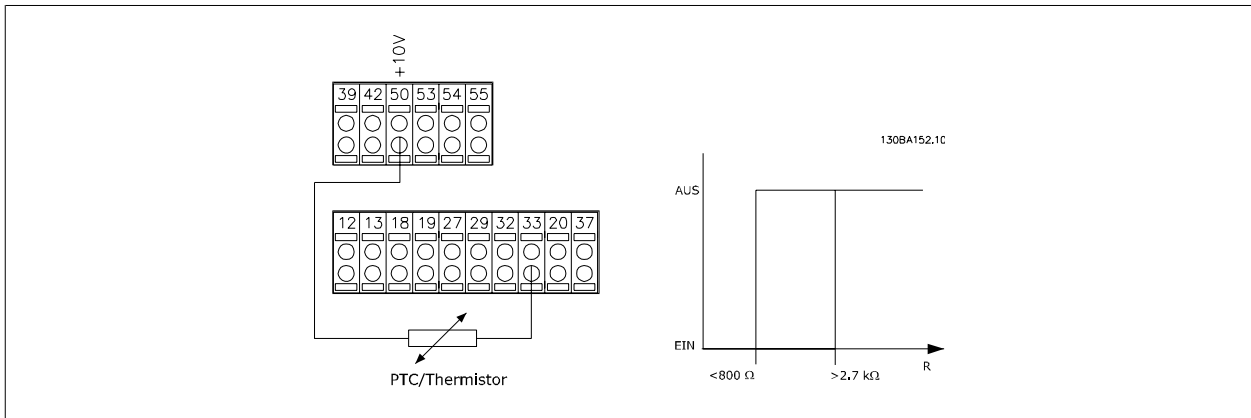 +10V
39 42 50 53 54 55
130BA152.10
AUS
12 13 18 19 27 29 32 33 20 37
EIN
<800 Ω >2.7 kΩ R
PTC/Thermistor